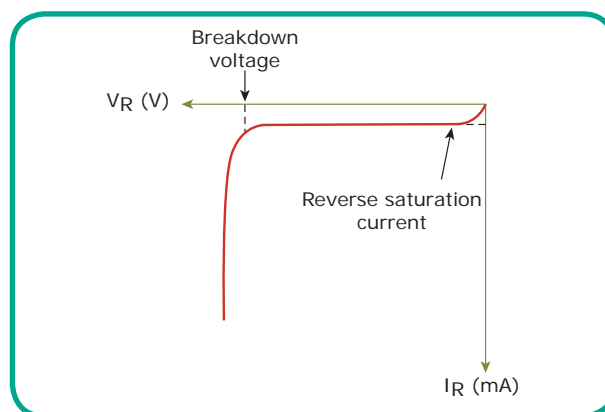 Breakdown
voltage
VR (V)
Reverse saturation
current
IR (mA)